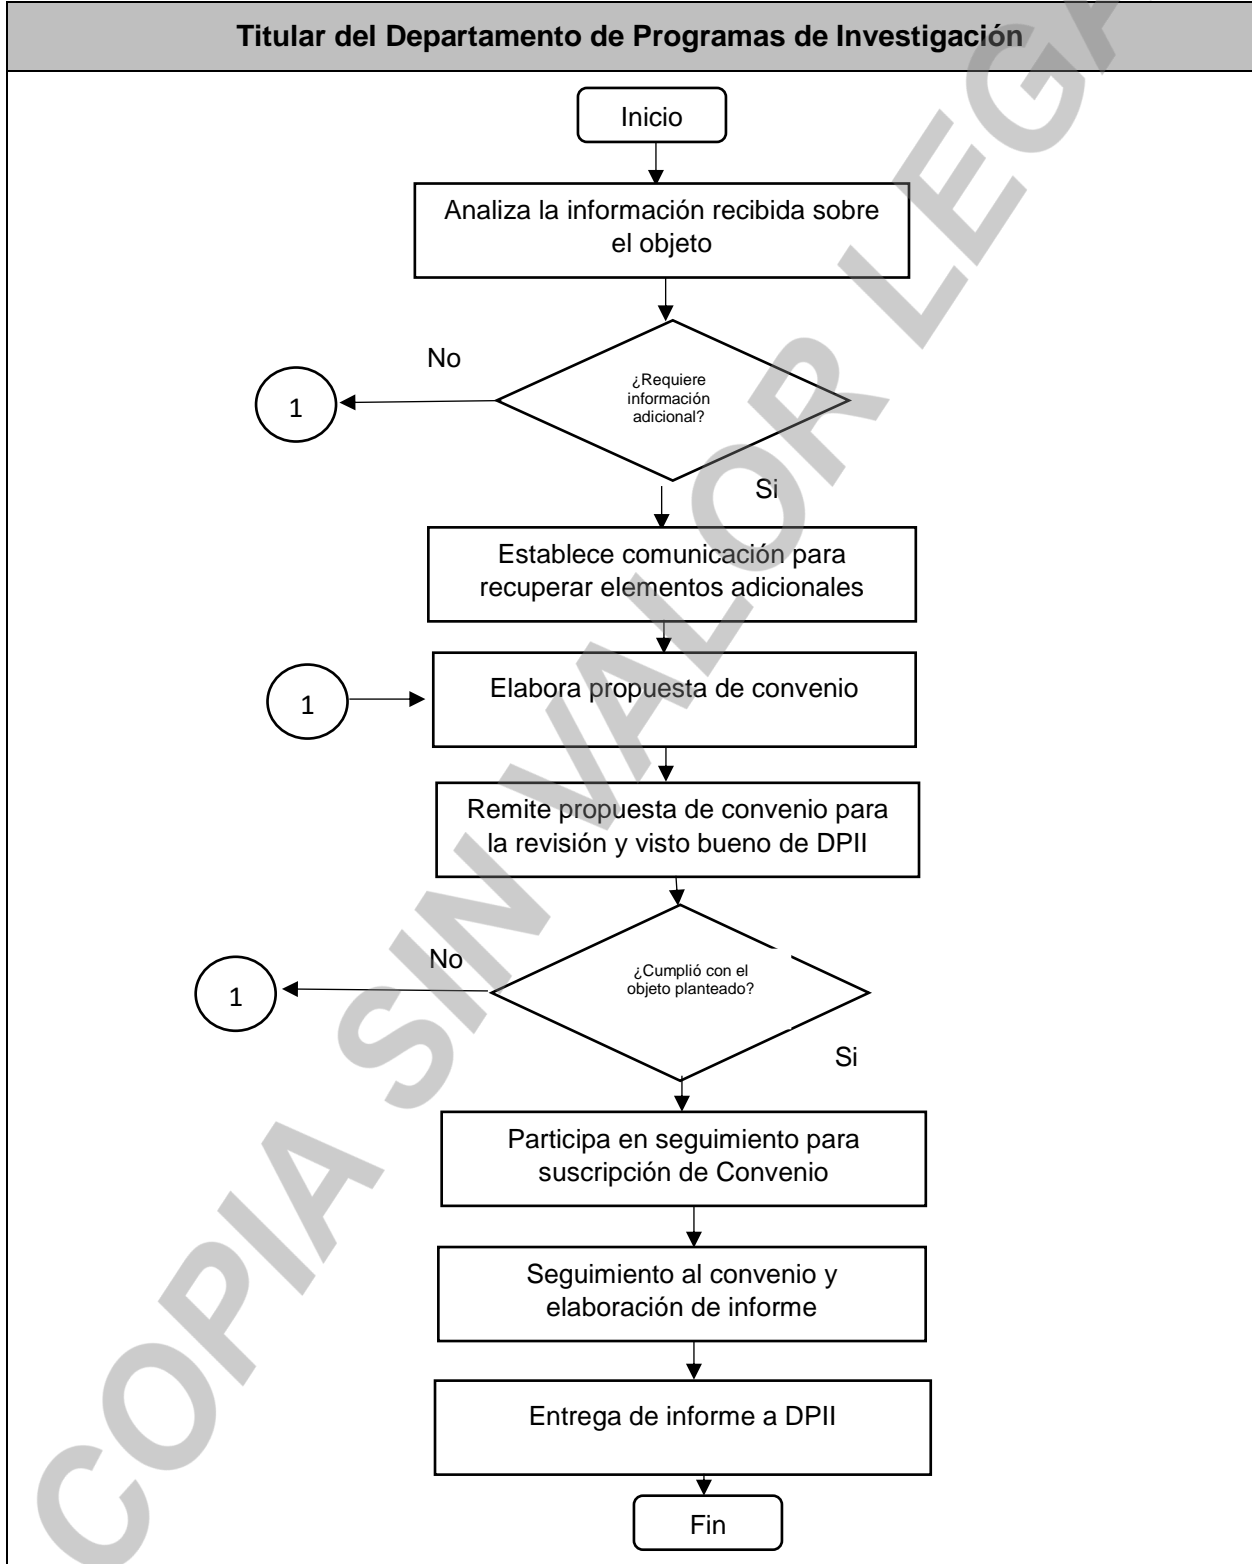 Titular del Departamento de Programas de Investigación
Inicio
Analiza la información recibida sobre
el objeto
No
¿Requiere
información
adicional?
1
Si
Establece comunicación para
recuperar elementos adicionales
1
Elabora propuesta de convenio
Remite propuesta de convenio para
la revisión y visto bueno de DPII
No
¿Cumplió con el
objeto planteado?
1
Si
Participa en seguimiento para
suscripción de Convenio
Seguimiento al convenio y
elaboración de informe
Entrega de informe a DPII
Fin
COPIA SIN VALOR LEGA